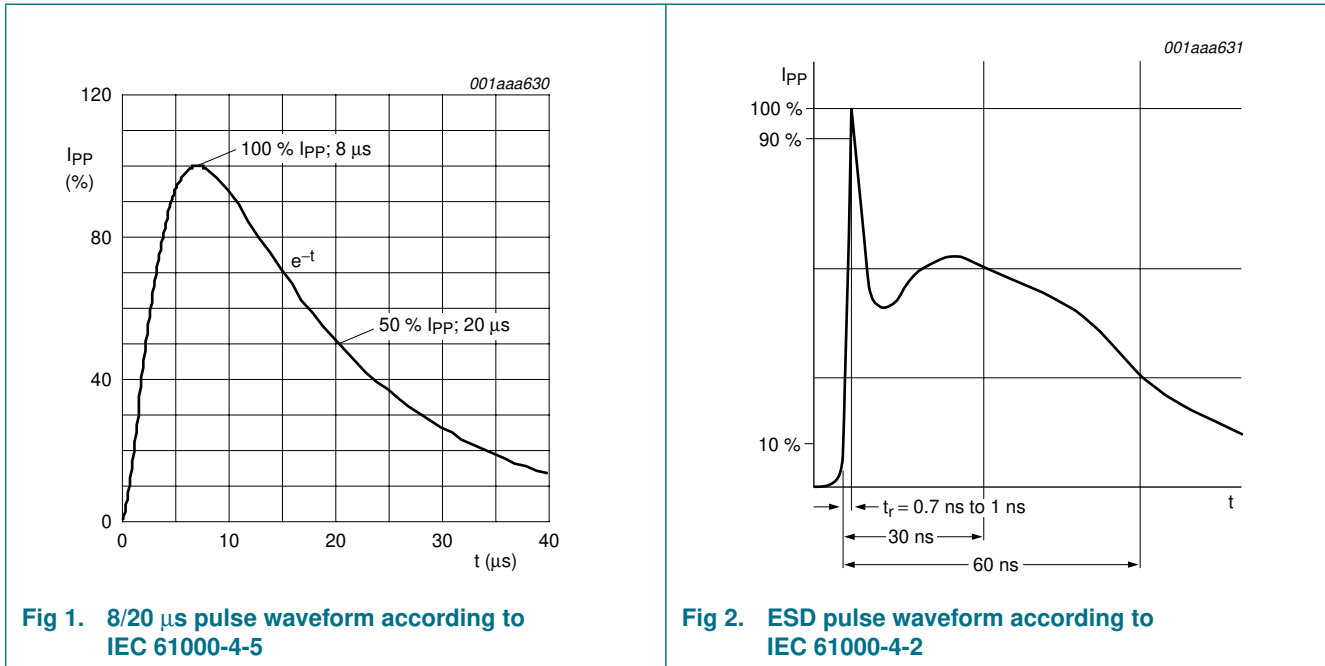 001aaa630
120
IPP
(%)
100 % IPP; 8 μs
80
e–t
50 % IPP; 20 μs
40
0
0 10 20 30 40
t (μs)
Fig 1. 8/20 μs pulse waveform according to
IEC 61000-4-5
001aaa631
IPP
100 %
90 %
10 %
t
tr = 0.7 ns to 1 ns
30 ns
60 ns
Fig 2. ESD pulse waveform according to
IEC 61000-4-2